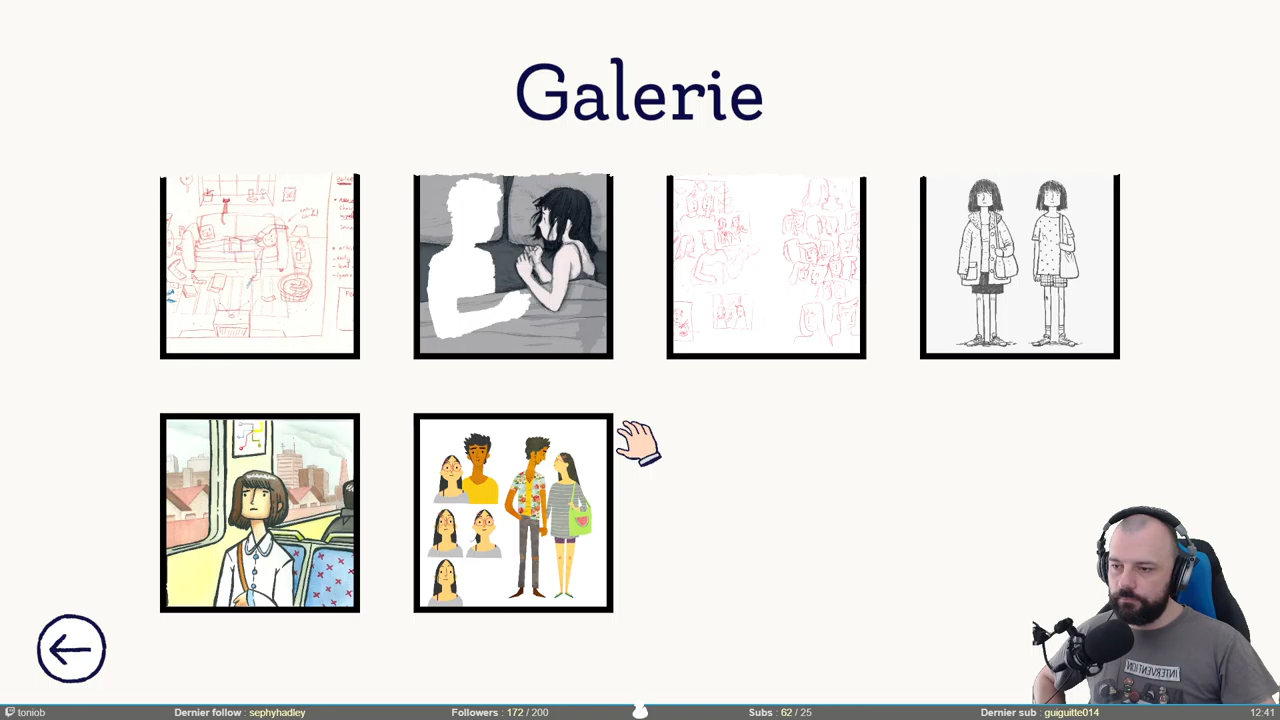 Galerie
toniob
Dernier follow : sephyhadley
Followers : 172 / 200
Subs : 62 / 25
Dernier sub : guiguitte014
12:41